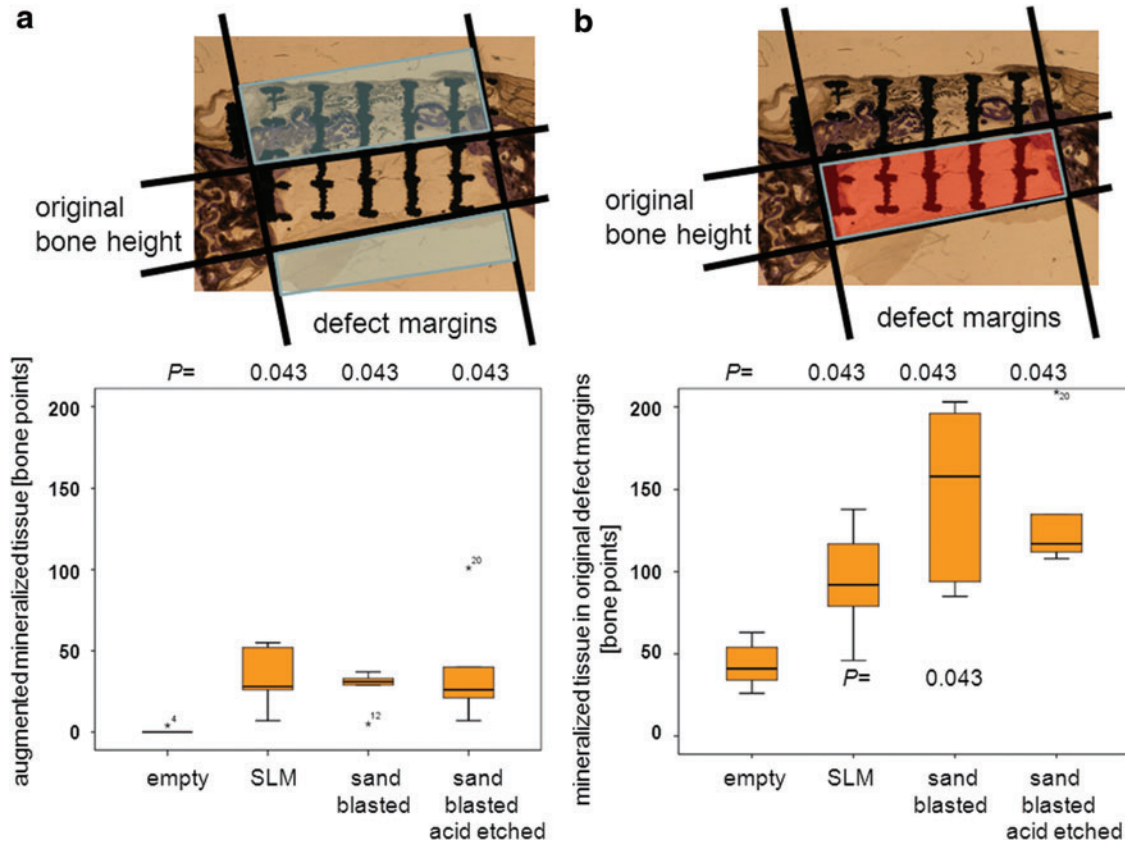 a
original
bone height
defect margins
P= 0.043 0.043 0.043
augmented mineralized tissue [bone points]
200
150
100
50
0
*4
*12
*20
empty SLM sand blasted sand blasted acid etched
b
original
bone height
defect margins
P= 0.043 0.043 0.043
mineralized tissue in original defect margins
[bone points]
200
150
100
50
0
*20
P= 0.043
empty SLM sand blasted sand blasted acid etched